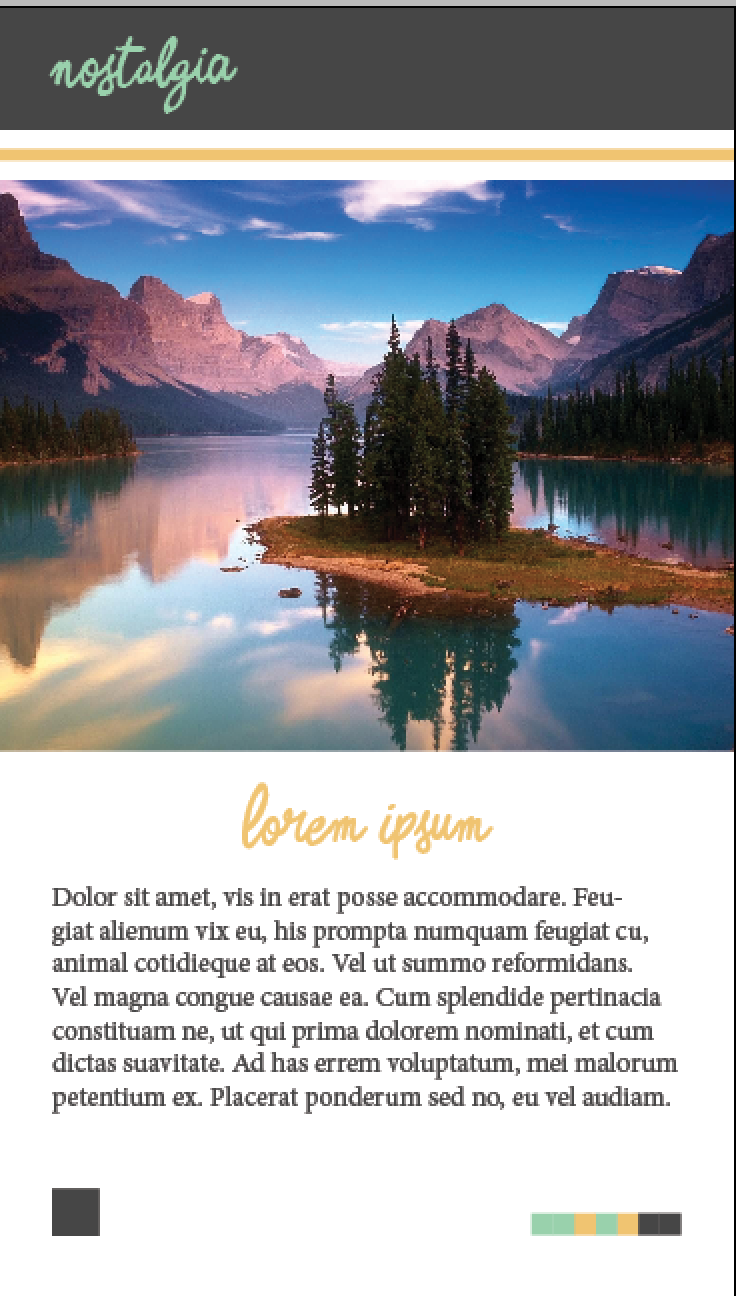 nostalgia
lorem ipsum
Dolor sit amet, vis in erat posse accommodare. Feu-
giat alienum vix eu, his prompta numquam feugiat cu,
animal cotidieque at eos. Vel ut summo reformidans.
Vel magna congue causae ea. Cum splendide pertinacia
constituam ne, ut qui prima dolorem nominati, et cum
dictas suavitate. Ad has errem voluptatum, mei malorum
petentium ex. Placerat ponderum sed no, eu vel audiam.